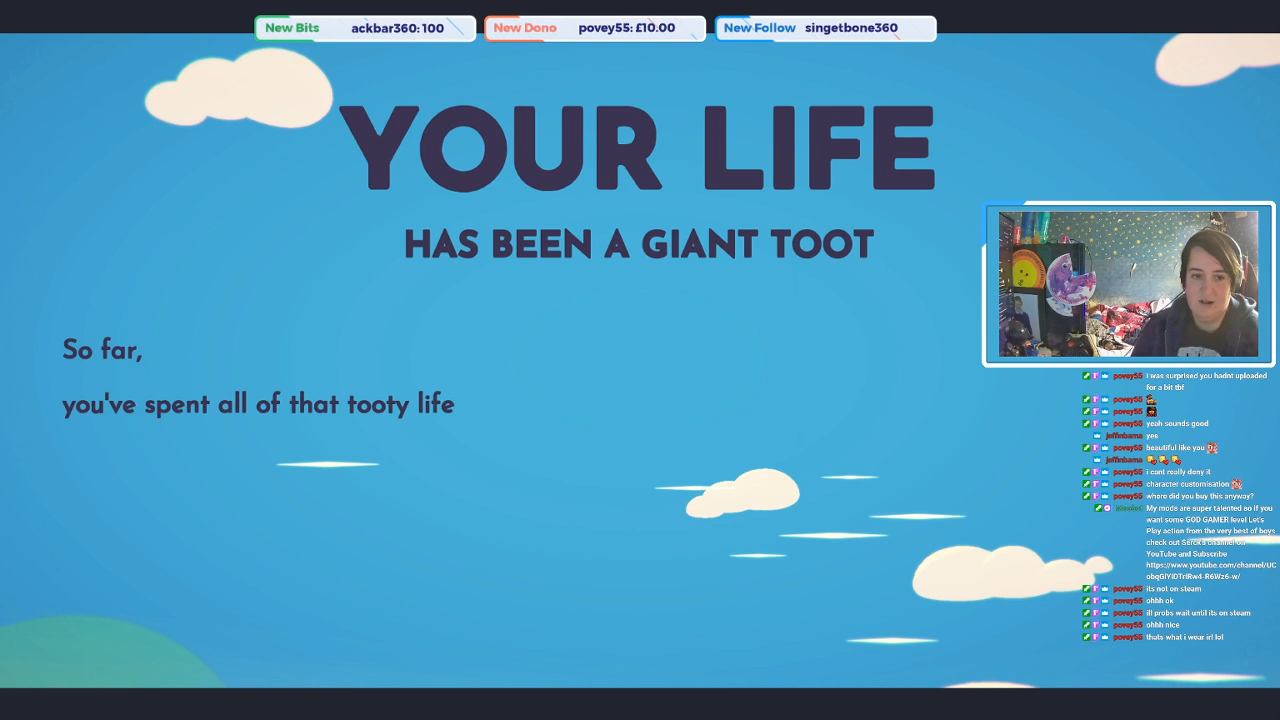 New Bits ackbar360: 100
New Dono povey55: £10.00
New Follow singetbone360
YOUR LIFE
HAS BEEN A GIANT TOOT
So far,
you've spent all of that tooty life
povey55 i was surprised you hadnt uploaded
for a bit tbf
povey55
povey55
povey55 yeah sounds good
jeffinbama yee
povey55 beautiful like you
jeffinbama
povey55 i cant really deny it
povey55 character customisation
povey55 where did you buy this anyway?
My mods are super talented so if you
want some GOD GAMER level Let's
Play action from the very best of boys
check out Serck's channel on
YouTube and Subscribe
povey55 its not on steam
povey55 ohhh ok
povey55 ill probs wait until its on steam
povey55 ohhh nice
povey55 thats what i wear irl lol